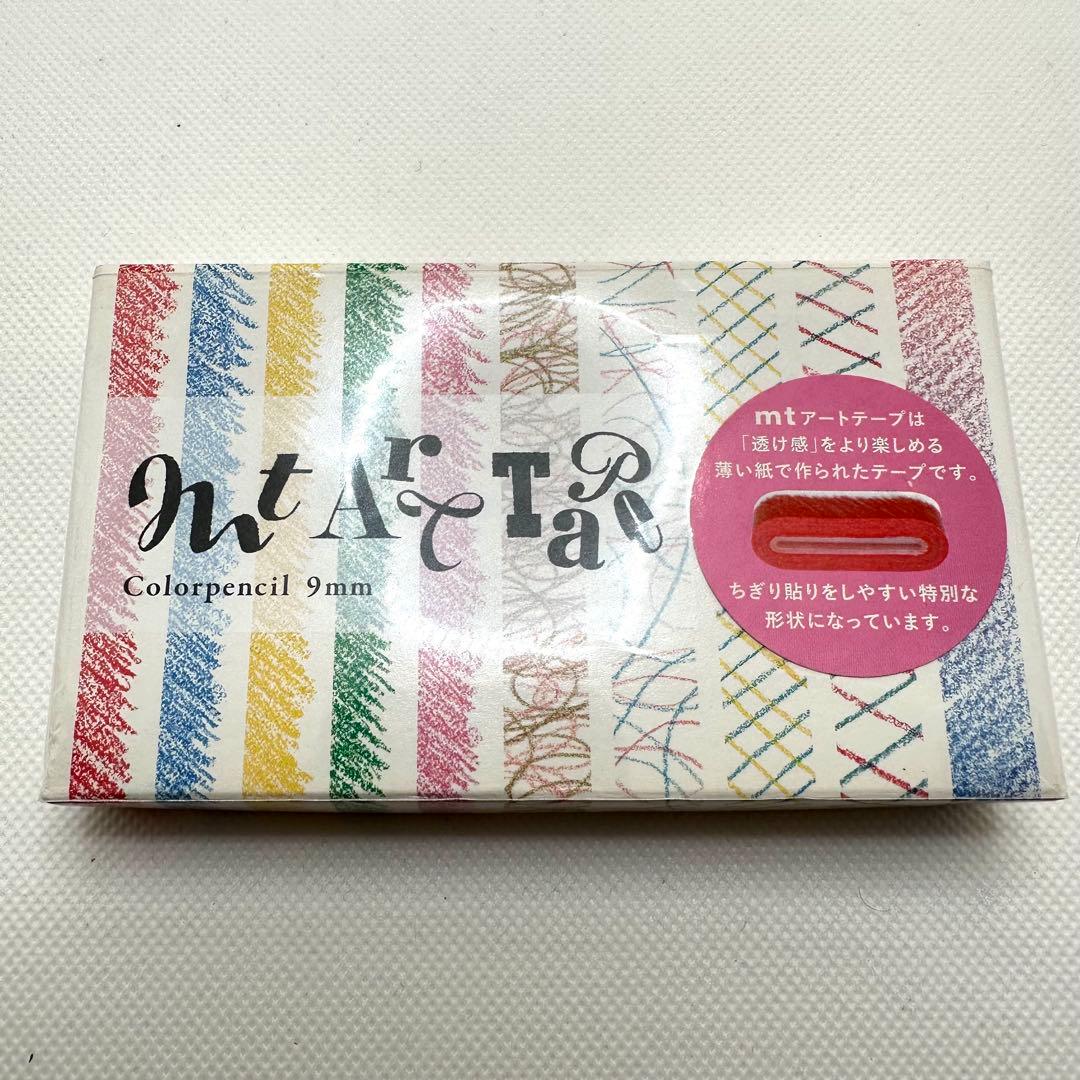 mt Art Tape
Colorpencil 9mm
mtアートテープは
「透け感」をより楽しめる
薄い紙で作られたテープです。
ちぎり貼りをしやすい特別な
形状になっています。